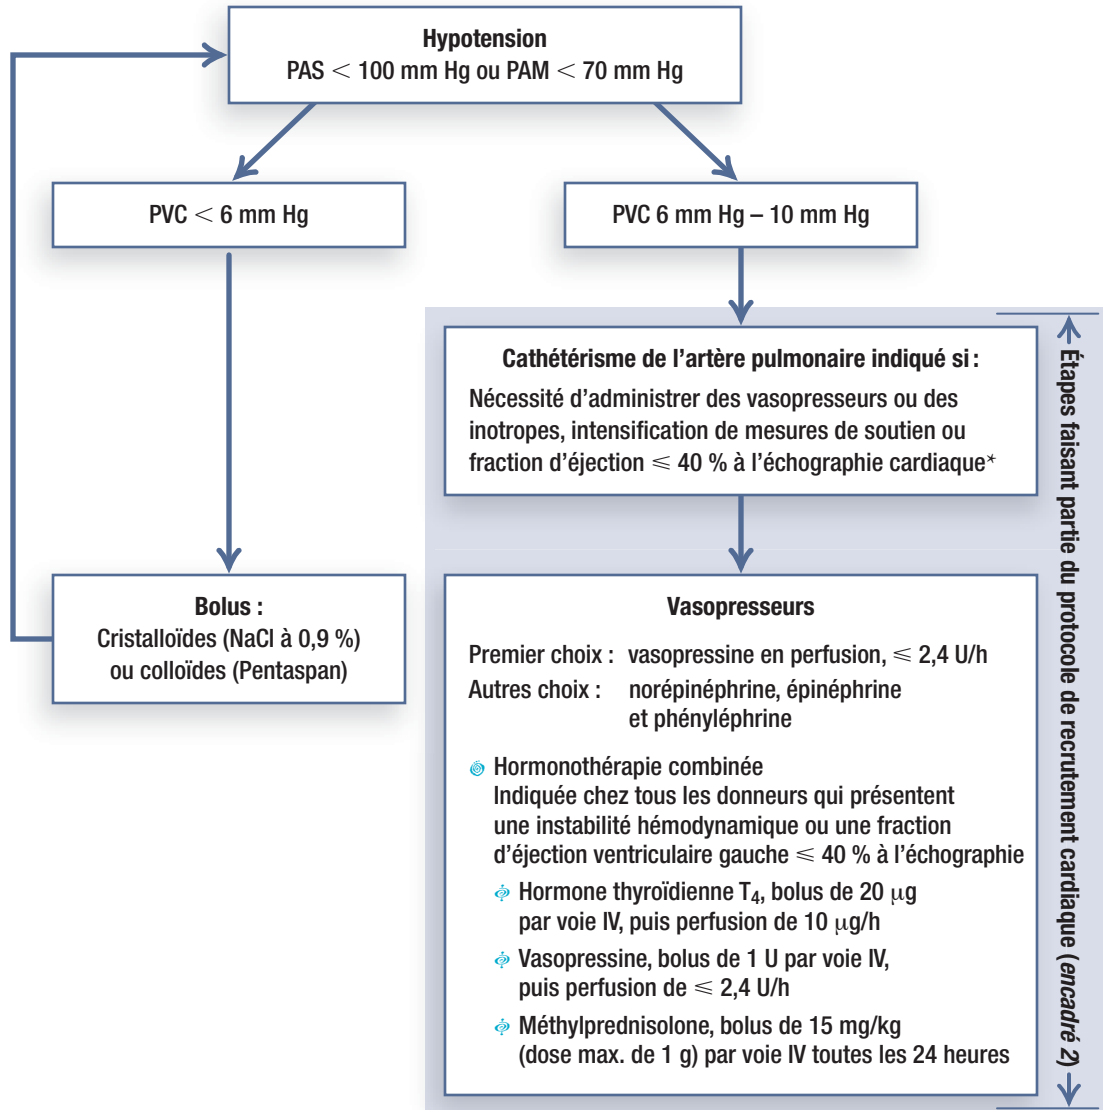 Hypotension
PAS < 100 mm Hg ou PAM < 70 mm Hg
PVC < 6 mm Hg
PVC 6 mm Hg – 10 mm Hg
Cathétérisme de l’artère pulmonaire indiqué si :
Nécessité d’administrer des vasopresseurs ou des
inotropes, intensification de mesures de soutien ou
fraction d’éjection ⩽ 40 % à l’échographie cardiaque*
Bolus :
Cristalloïdes (NaCl à 0,9 %)
ou colloïdes (Pentaspan)
Vasopresseurs
Premier choix : vasopressine en perfusion, ⩽ 2,4 U/h
Autres choix : norépinéphrine, épinéphrine
et phényléphrine
Hormonothérapie combinée
Indiquée chez tous les donneurs qui présentent
une instabilité hémodynamique ou une fraction
d’éjection ventriculaire gauche ⩽ 40 % à l’échographie
Hormone thyroïdienne T₄, bolus de 20 µg
par voie IV, puis perfusion de 10 µg/h
Vasopressine, bolus de 1 U par voie IV,
puis perfusion de ⩽ 2,4 U/h
Méthylprednisolone, bolus de 15 mg/kg
(dose max. de 1 g) par voie IV toutes les 24 heures
Étapes faisant partie du protocole de recrutement cardiaque (encadré 2)